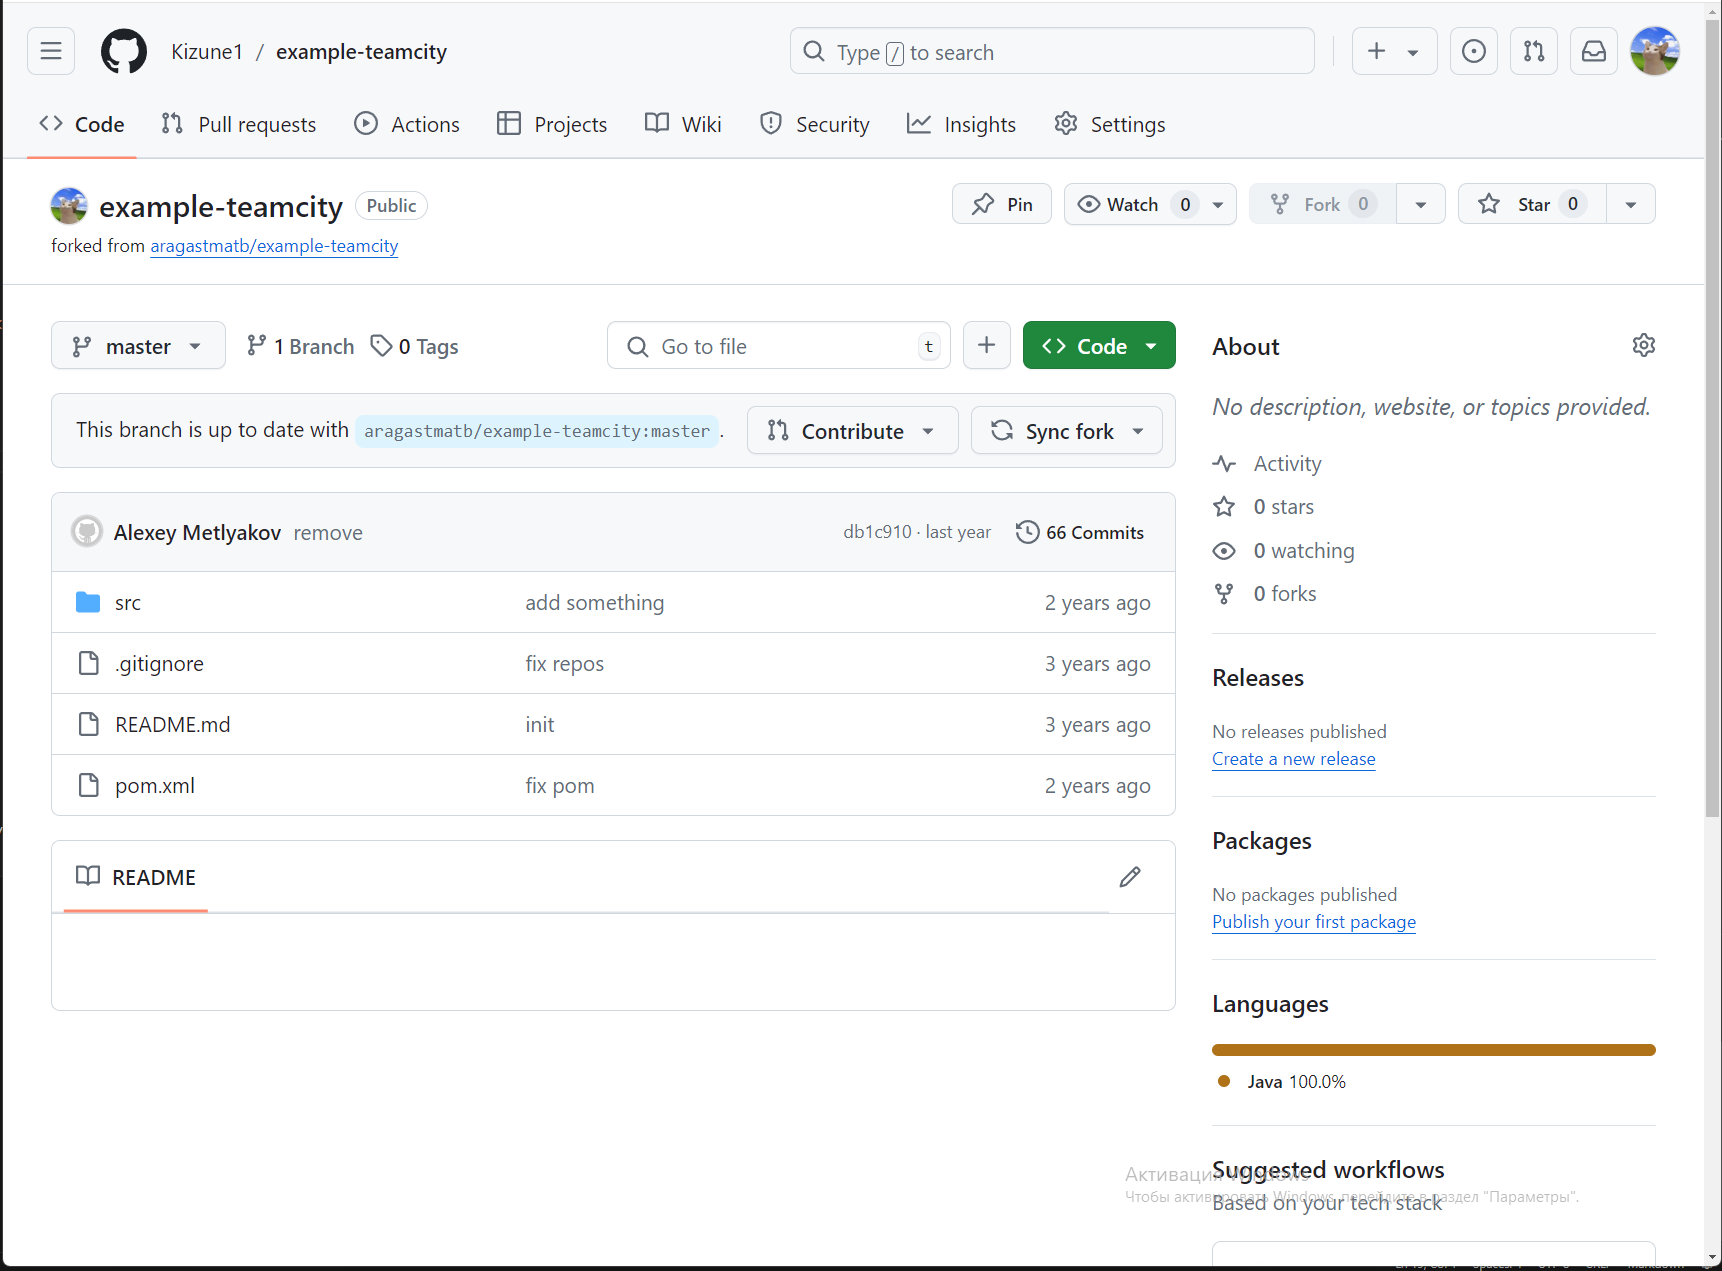 Kizune1 / example-teamcity
Type / to search
Code Pull requests Actions Projects Wiki Security Insights Settings
example-teamcity Public
Pin Watch 0 Fork 0 Star 0
forked from aragastmatb/example-teamcity
master 1 Branch 0 Tags Go to file t + Code
This branch is up to date with aragastmatb/example-teamcity:master .
Contribute Sync fork
Alexey Metlyakov remove db1c910 · last year 66 Commits
src add something 2 years ago
.gitignore fix repos 3 years ago
README.md init 3 years ago
pom.xml fix pom 2 years ago
README
About
No description, website, or topics provided.
Activity
0 stars
0 watching
0 forks
Releases
No releases published
Create a new release
Packages
No packages published
Publish your first package
Languages
Java 100.0%
Suggested workflows
Based on your tech stack
Активация Windows
Чтобы активировать Windows, перейдите в раздел "Параметры".